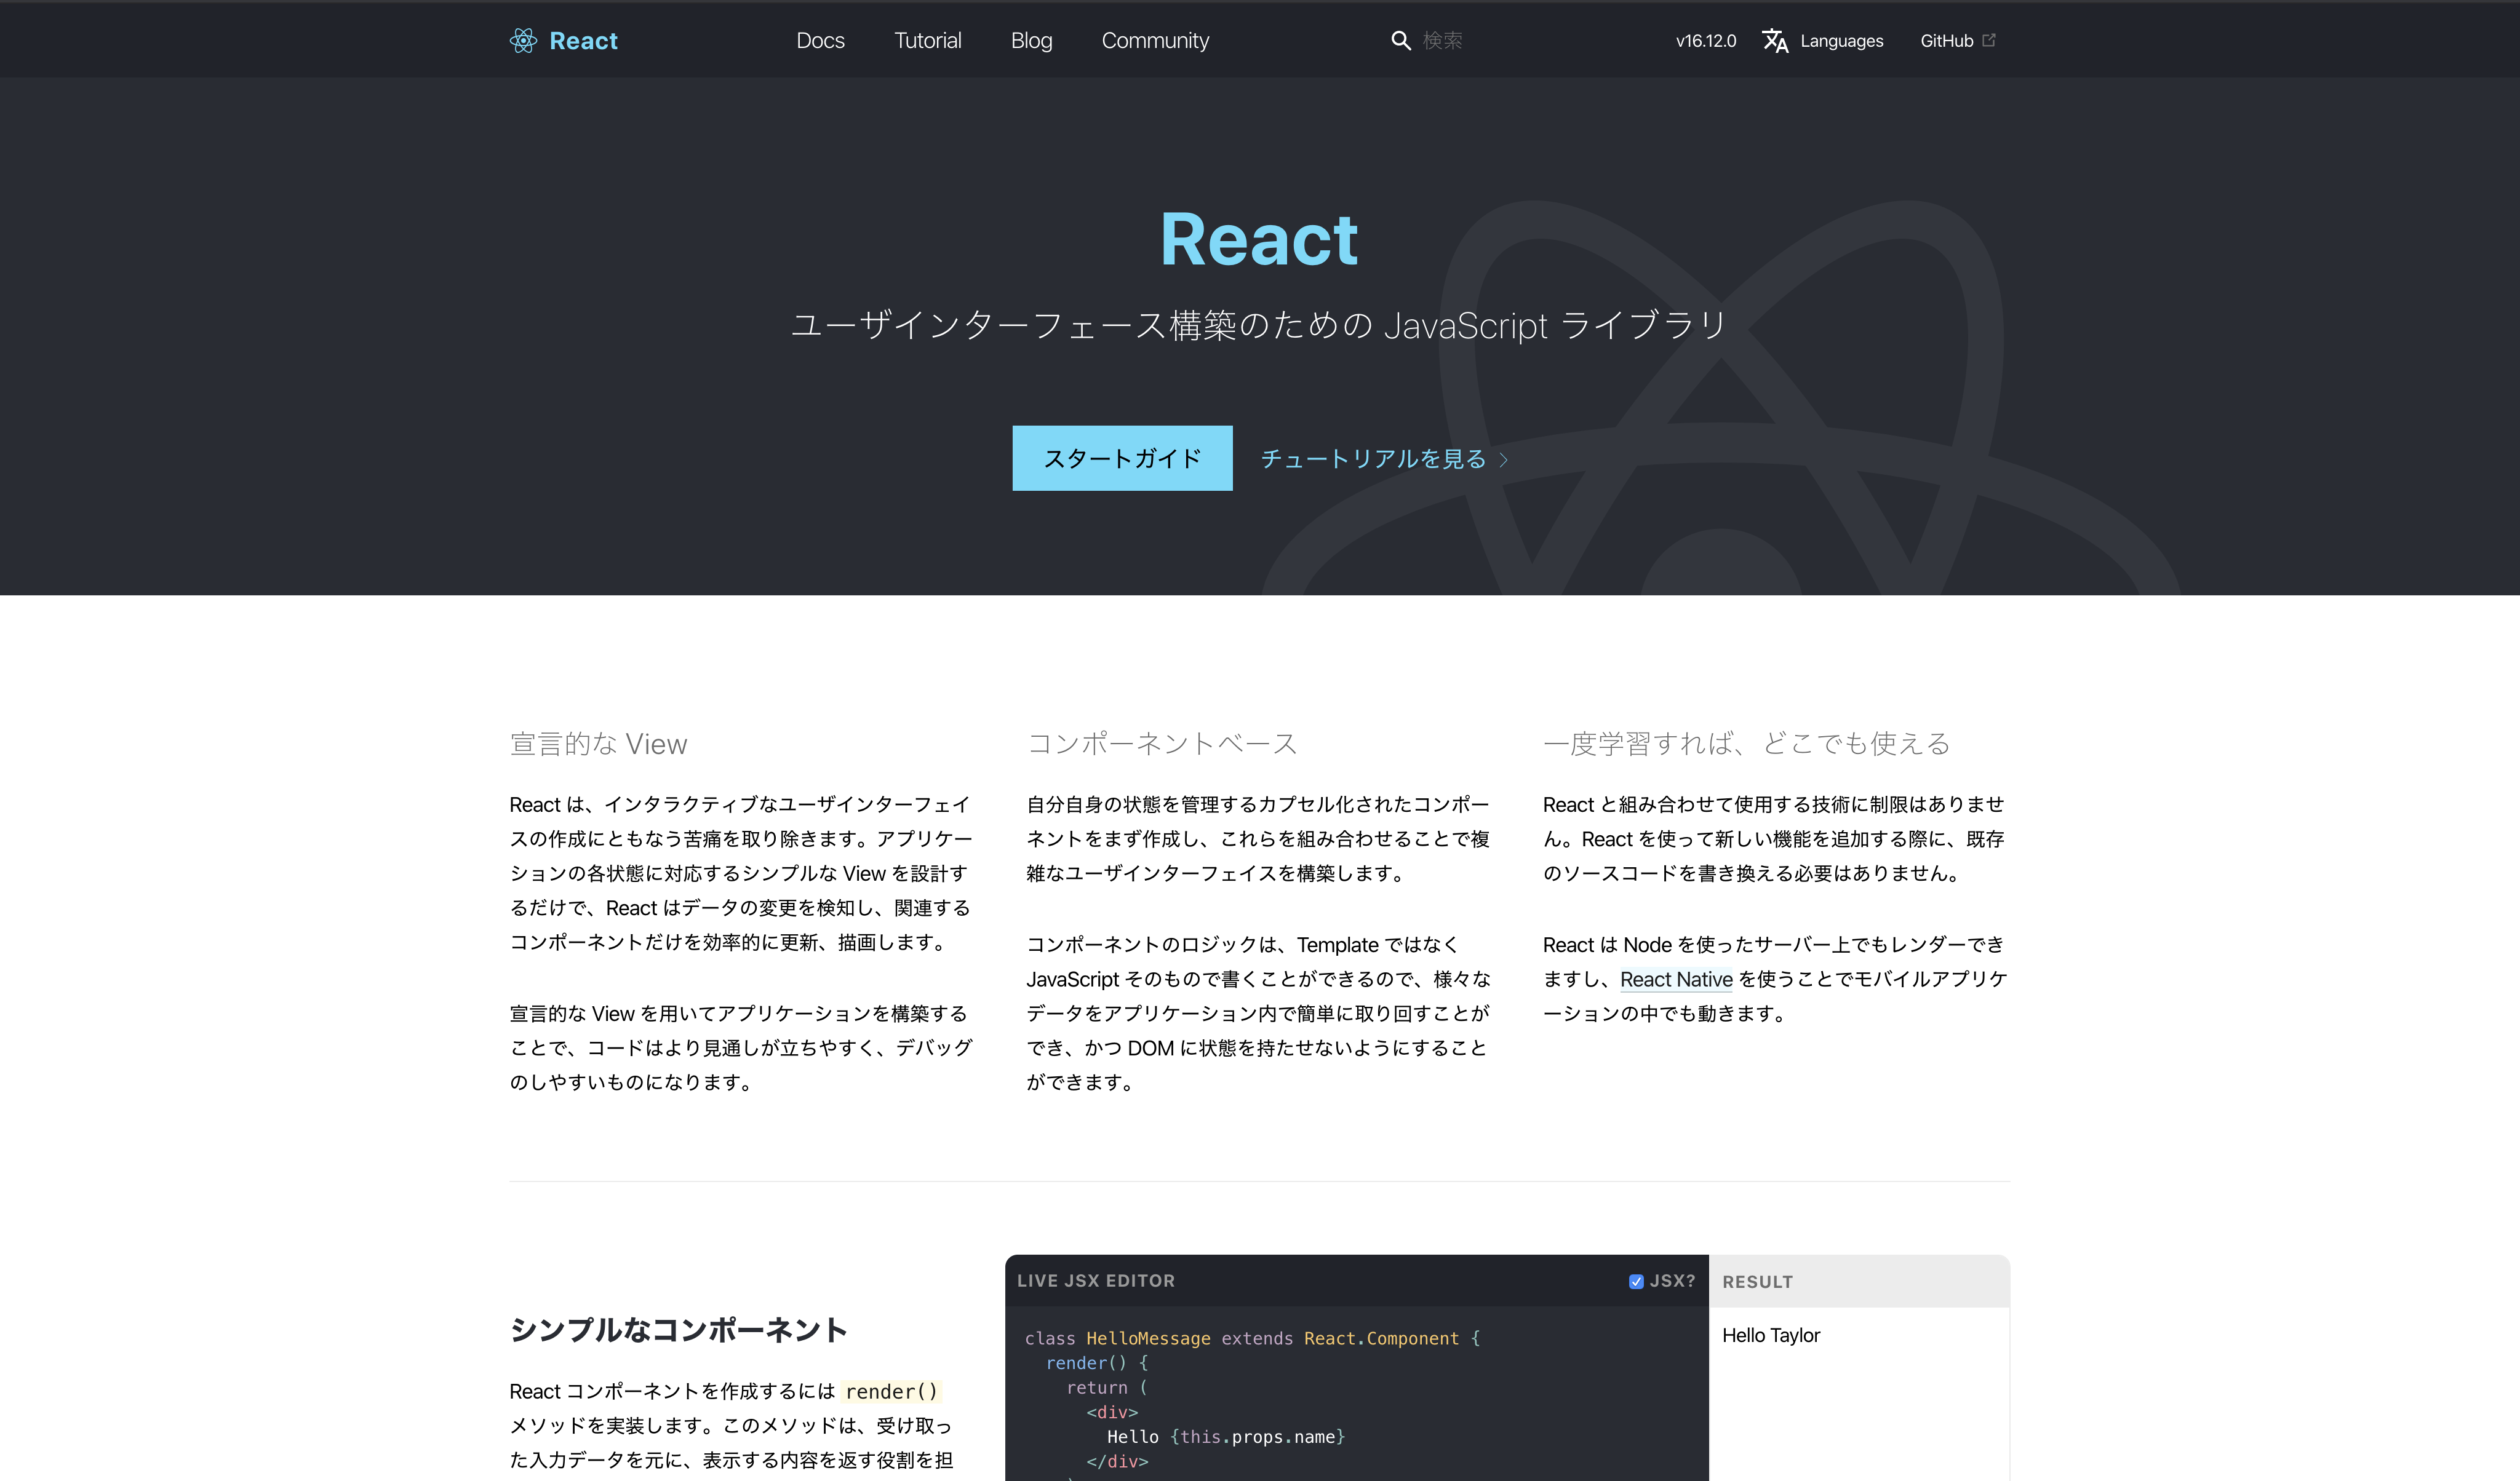 React
Docs
Tutorial
Blog
Community
検索
v16.12.0
Languages
GitHub
React
ユーザインターフェース構築のための JavaScript ライブラリ
スタートガイド
チュートリアルを見る
宣言的な View
React は、インタラクティブなユーザインターフェイ
スの作成にともなう苦痛を取り除きます。アプリケー
ションの各状態に対応するシンプルな View を設計す
るだけで、React はデータの変更を検知し、関連する
コンポーネントだけを効率的に更新、描画します。
宣言的な View を用いてアプリケーションを構築する
ことで、コードはより見通しが立ちやすく、デバッグ
のしやすいものになります。
コンポーネントベース
自分自身の状態を管理するカプセル化されたコンポー
ネントをまず作成し、これらを組み合わせることで複
雑なユーザインターフェイスを構築します。
コンポーネントのロジックは、Template ではなく
JavaScript そのもので書くことができるので、様々な
データをアプリケーション内で簡単に取り回すことが
でき、かつ DOM に状態を持たせないようにすること
ができます。
一度学習すれば、どこでも使える
React と組み合わせて使用する技術に制限はありませ
ん。React を使って新しい機能を追加する際に、既存
のソースコードを書き換える必要はありません。
React は Node を使ったサーバー上でもレンダーでき
ますし、React Native を使うことでモバイルアプリケ
ーションの中でも動きます。
シンプルなコンポーネント
React コンポーネントを作成するには render()
メソッドを実装します。このメソッドは、受け取っ
た入力データを元に、表示する内容を返す役割を担
LIVE JSX EDITOR
JSX?
class HelloMessage extends React.Component {
render() {
return (
<div>
Hello {this.props.name}
</div>
RESULT
Hello Taylor